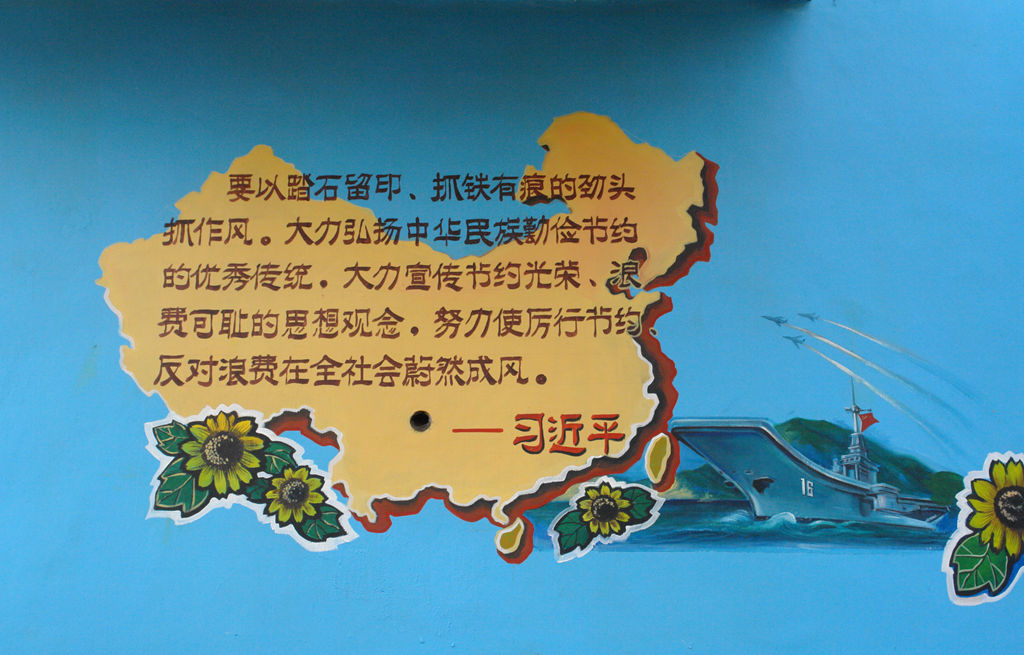 要以踏石留印、抓铁有痕的劲头
抓作风。大力弘扬中华民族勤俭节约
的优秀传统。大力宣传节约光荣、浪
费可耻的思想观念。努力使厉行节约、
反对浪费在全社会蔚然成风。
——习近平
16